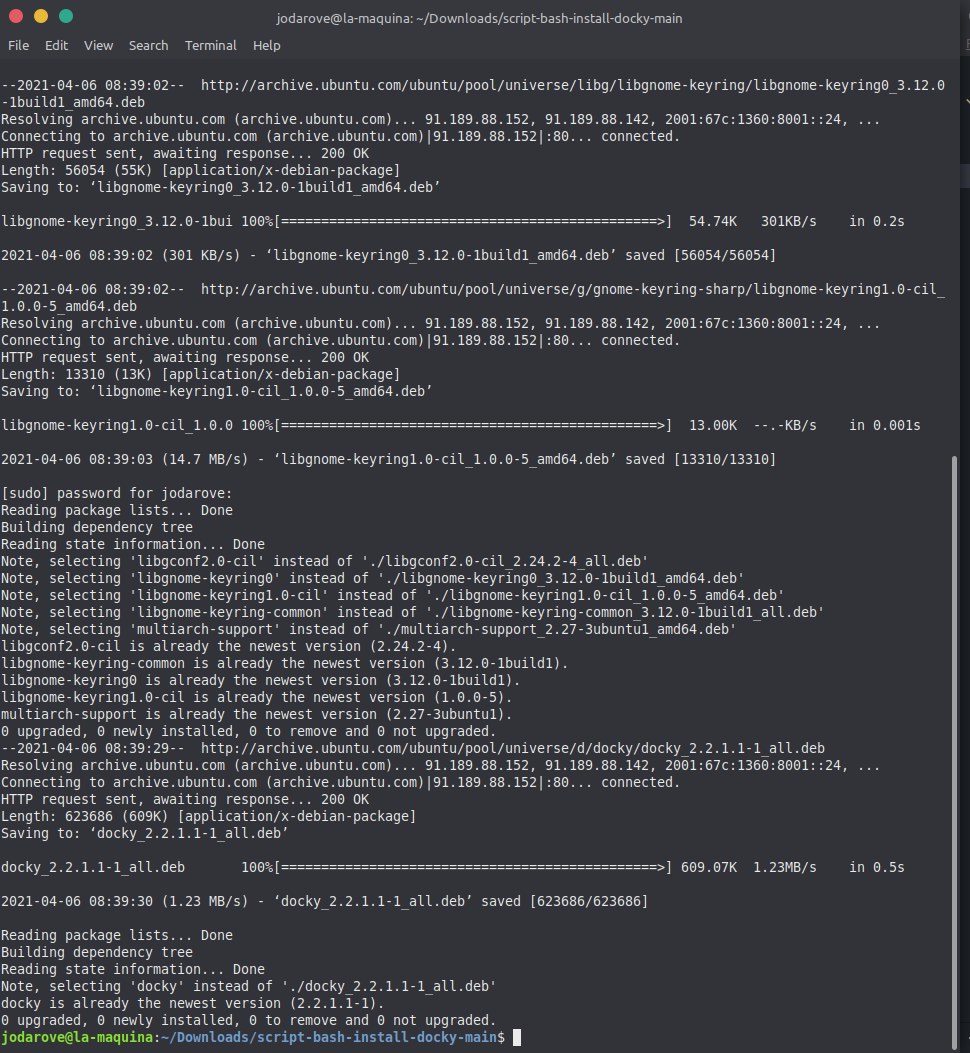 jodarove@la-maquina: ~/Downloads/script-bash-install-docky-main
File Edit View Search Terminal Help
--2021-04-06 08:39:02--  http://archive.ubuntu.com/ubuntu/pool/universe/libg/libgnome-keyring/libgnome-keyring0_3.12.0
-1build1_amd64.deb
Resolving archive.ubuntu.com (archive.ubuntu.com)... 91.189.88.152, 91.189.88.142, 2001:67c:1360:8001::24, ...
Connecting to archive.ubuntu.com (archive.ubuntu.com)|91.189.88.152|:80... connected.
HTTP request sent, awaiting response... 200 OK
Length: 56054 (55K) [application/x-debian-package]
Saving to: ‘libgnome-keyring0_3.12.0-1build1_amd64.deb’
libgnome-keyring0_3.12.0-1bui 100%[===============================================>]  54.74K   301KB/s    in 0.2s
2021-04-06 08:39:02 (301 KB/s) - ‘libgnome-keyring0_3.12.0-1build1_amd64.deb’ saved [56054/56054]
--2021-04-06 08:39:02--  http://archive.ubuntu.com/ubuntu/pool/universe/g/gnome-keyring-sharp/libgnome-keyring1.0-cil_
1.0.0-5_amd64.deb
Resolving archive.ubuntu.com (archive.ubuntu.com)... 91.189.88.152, 91.189.88.142, 2001:67c:1360:8001::24, ...
Connecting to archive.ubuntu.com (archive.ubuntu.com)|91.189.88.152|:80... connected.
HTTP request sent, awaiting response... 200 OK
Length: 13310 (13K) [application/x-debian-package]
Saving to: ‘libgnome-keyring1.0-cil_1.0.0-5_amd64.deb’
libgnome-keyring1.0-cil_1.0.0 100%[===============================================>]  13.00K  --.-KB/s    in 0.001s
2021-04-06 08:39:03 (14.7 MB/s) - ‘libgnome-keyring1.0-cil_1.0.0-5_amd64.deb’ saved [13310/13310]
[sudo] password for jodarove:
Reading package lists... Done
Building dependency tree
Reading state information... Done
Note, selecting 'libgconf2.0-cil' instead of './libgconf2.0-cil_2.24.2-4_all.deb'
Note, selecting 'libgnome-keyring0' instead of './libgnome-keyring0_3.12.0-1build1_amd64.deb'
Note, selecting 'libgnome-keyring1.0-cil' instead of './libgnome-keyring1.0-cil_1.0.0-5_amd64.deb'
Note, selecting 'libgnome-keyring-common' instead of './libgnome-keyring-common_3.12.0-1build1_all.deb'
Note, selecting 'multiarch-support' instead of './multiarch-support_2.27-3ubuntu1_amd64.deb'
libgconf2.0-cil is already the newest version (2.24.2-4).
libgnome-keyring-common is already the newest version (3.12.0-1build1).
libgnome-keyring0 is already the newest version (3.12.0-1build1).
libgnome-keyring1.0-cil is already the newest version (1.0.0-5).
multiarch-support is already the newest version (2.27-3ubuntu1).
0 upgraded, 0 newly installed, 0 to remove and 0 not upgraded.
--2021-04-06 08:39:29--  http://archive.ubuntu.com/ubuntu/pool/universe/d/docky/docky_2.2.1.1-1_all.deb
Resolving archive.ubuntu.com (archive.ubuntu.com)... 91.189.88.152, 91.189.88.142, 2001:67c:1360:8001::24, ...
Connecting to archive.ubuntu.com (archive.ubuntu.com)|91.189.88.152|:80... connected.
HTTP request sent, awaiting response... 200 OK
Length: 623686 (609K) [application/x-debian-package]
Saving to: ‘docky_2.2.1.1-1_all.deb’
docky_2.2.1.1-1_all.deb       100%[===============================================>] 609.07K  1.23MB/s    in 0.5s
2021-04-06 08:39:30 (1.23 MB/s) - ‘docky_2.2.1.1-1_all.deb’ saved [623686/623686]
Reading package lists... Done
Building dependency tree
Reading state information... Done
Note, selecting 'docky' instead of './docky_2.2.1.1-1_all.deb'
docky is already the newest version (2.2.1.1-1).
0 upgraded, 0 newly installed, 0 to remove and 0 not upgraded.
jodarove@la-maquina:~/Downloads/script-bash-install-docky-main$